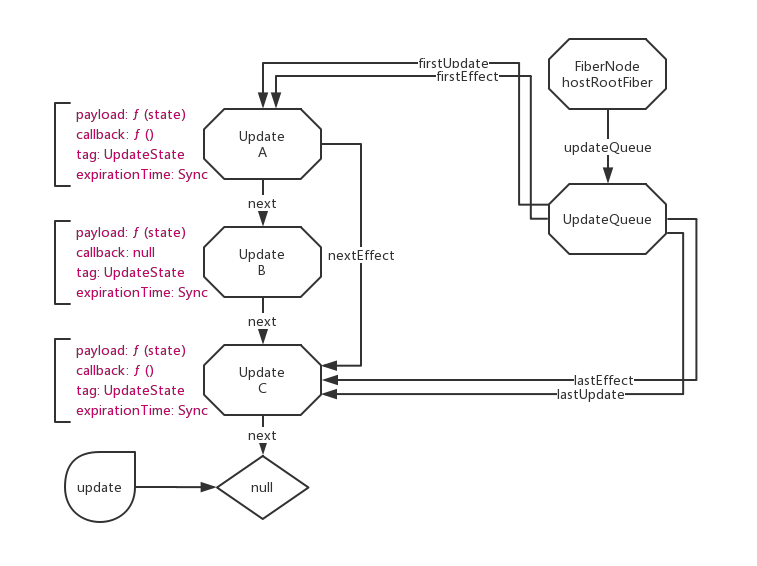 firstUpdate
firstEffect
FiberNode
hostRootFiber
payload: ƒ (state)
callback: ƒ ()
tag: UpdateState
expirationTime: Sync
Update
A
updateQueue
next
UpdateQueue
payload: ƒ (state)
callback: null
tag: UpdateState
expirationTime: Sync
Update
B
nextEffect
next
payload: ƒ (state)
callback: ƒ ()
tag: UpdateState
expirationTime: Sync
Update
C
lastEffect
lastUpdate
next
update
null